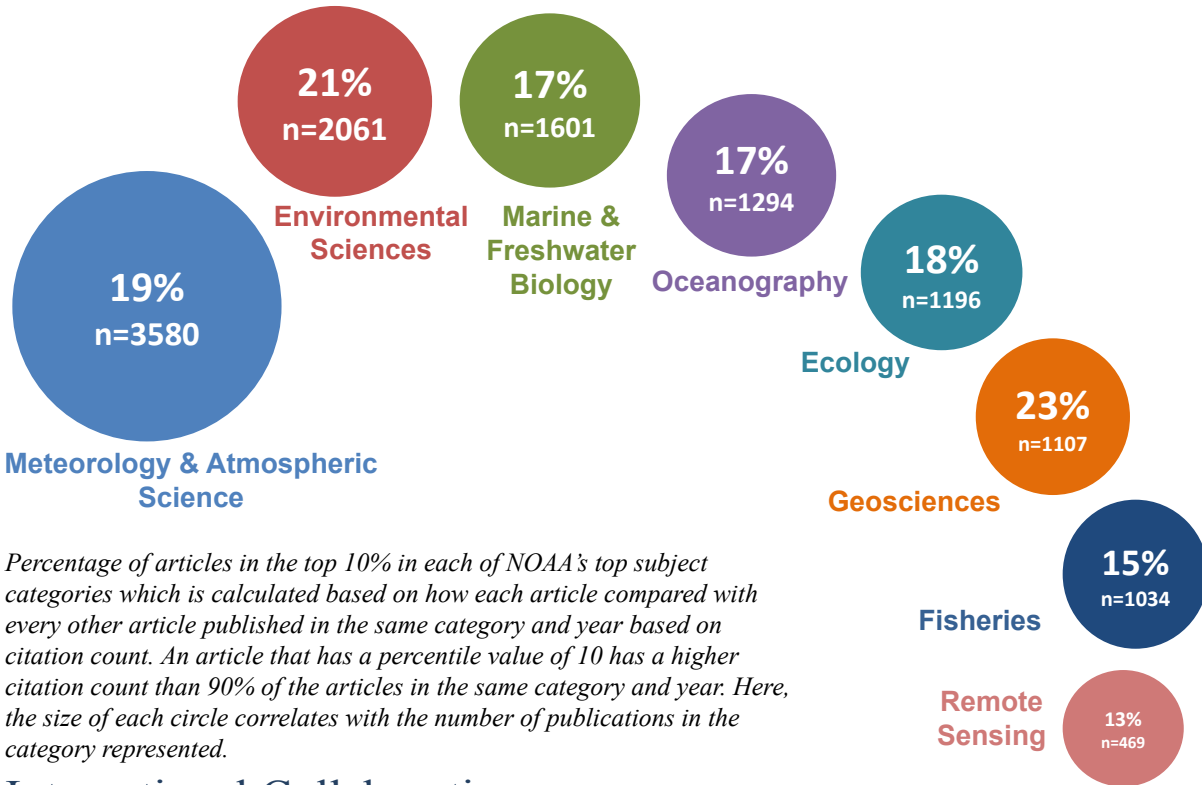 21%
n=2061
Environmental
Sciences
17%
n=1601
Marine &
Freshwater
Biology
17%
n=1294
Oceanography
18%
n=1196
Ecology
19%
n=3580
Meteorology & Atmospheric
Science
23%
n=1107
Geosciences
15%
n=1034
Fisheries
13%
n=469
Remote
Sensing
Percentage of articles in the top 10% in each of NOAA's top subject
categories which is calculated based on how each article compared with
every other article published in the same category and year based on
citation count. An article that has a percentile value of 10 has a higher
citation count than 90% of the articles in the same category and year. Here,
the size of each circle correlates with the number of publications in the
category represented.